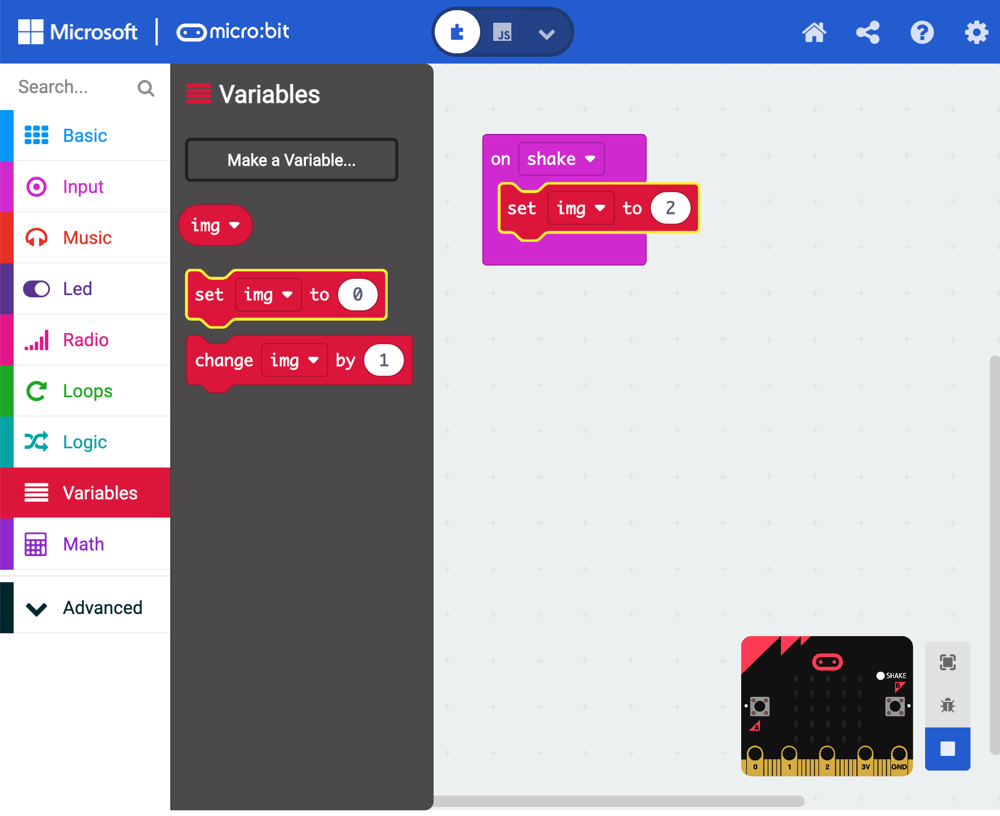 Microsoft micro:bit JS
Search...
Basic
Input
Music
Led
Radio
Loops
Logic
Variables
Math
Advanced
Variables
Make a Variable...
img
set img to 0
change img by 1
on shake
set img to 2
SHAKE
B
A
0 1 2 3V GND